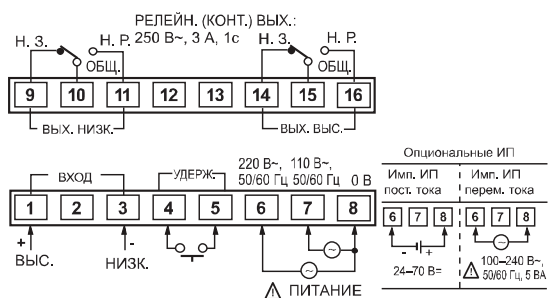 РЕЛЕЙН. (КОНТ.) ВЫХ.:
250 В~, 3 А, 1с
Н. З. Н. Р. Н. З. Н. Р.
ОБЩ. ОБЩ.
9 10 11 12 13 14 15 16
ВЫХ. НИЗК. ВЫХ. ВЫС.
ВХОД УДЕРЖ. 220 В~, 110 В~,
50/60 Гц 50/60 Гц 0 В
1 2 3 4 5 6 7 8
+ -
ВЫС. НИЗК.
~ ~
⚠ ПИТАНИЕ
Опциональные ИП
Имп. ИП
пост. тока
6 7 8
- +
24–70 В=
Имп. ИП
перем. тока
6 7 8
~
⚠ 100–240 В~,
50/60 Гц, 5 ВА